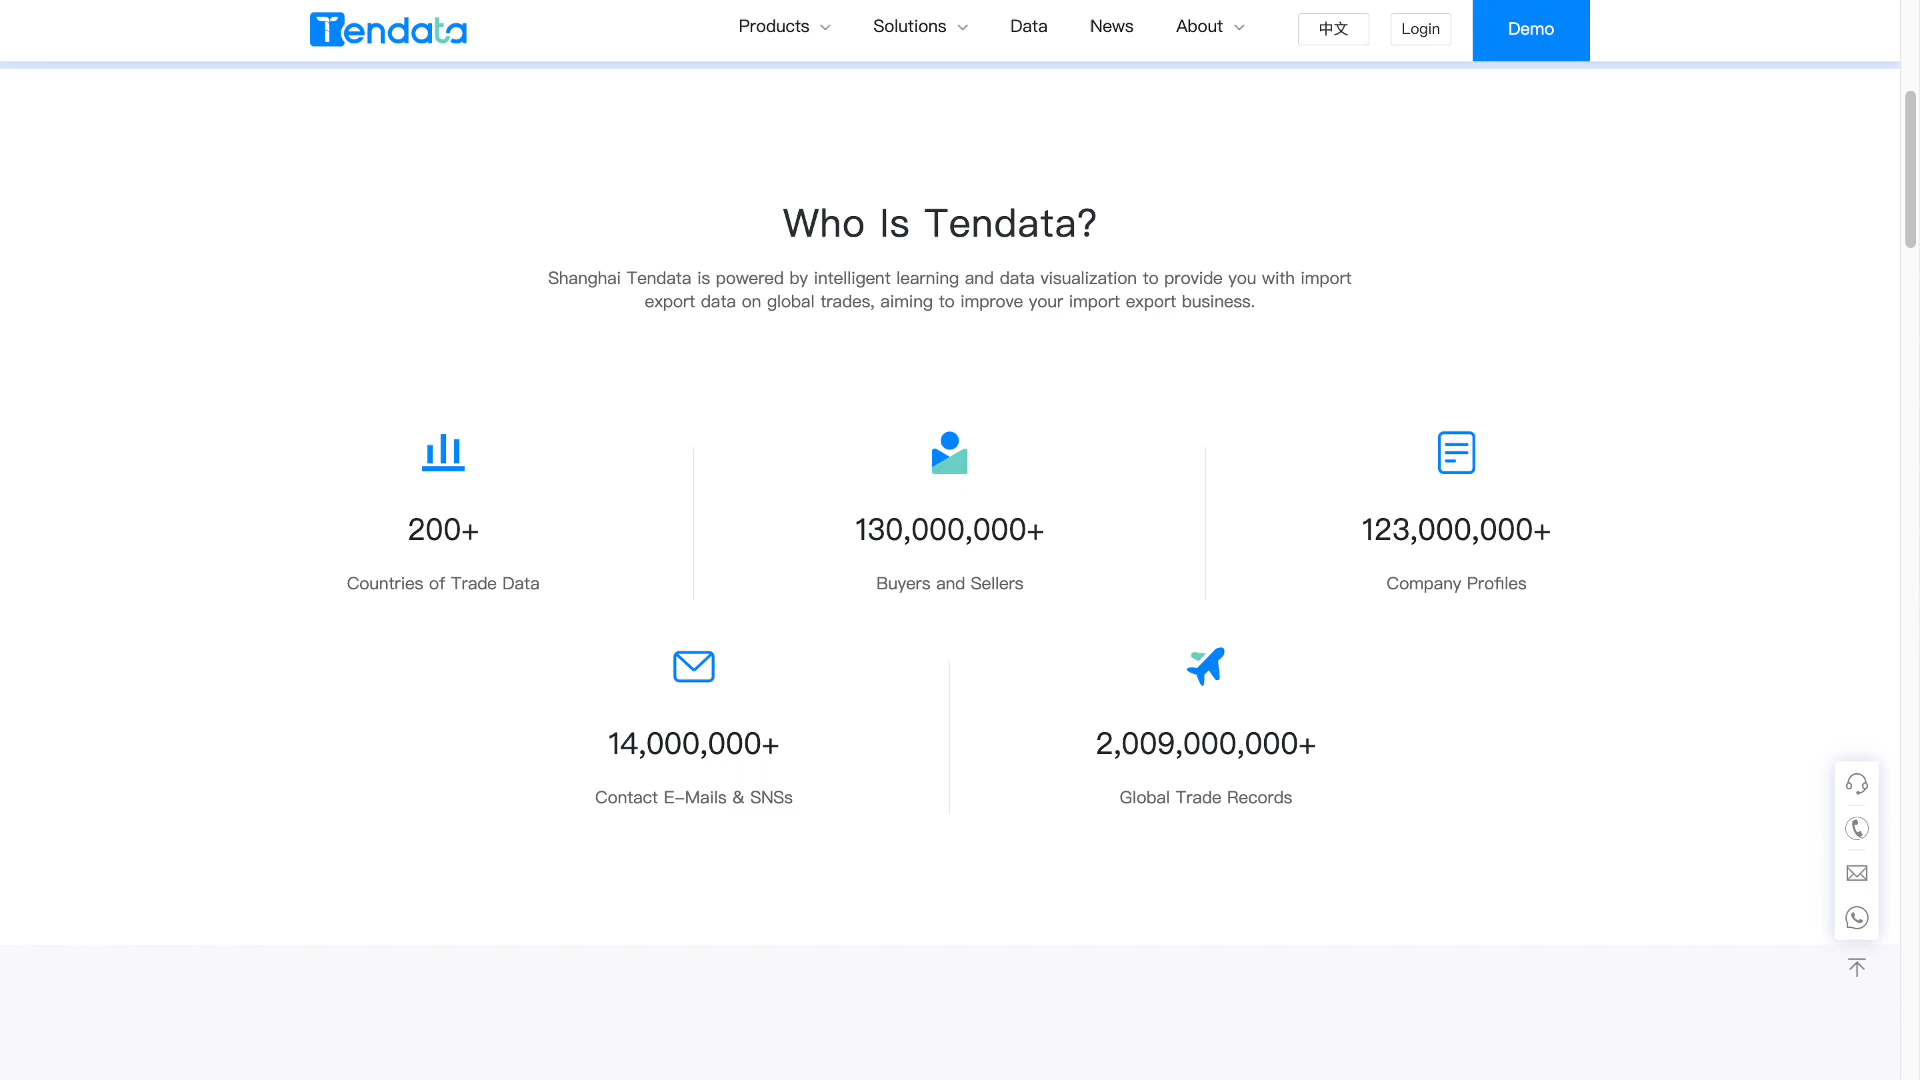 Tendata
Products
Solutions
Data
News
About
中文
Login
Demo
Who Is Tendata?
Shanghai Tendata is powered by intelligent learning and data visualization to provide you with import
export data on global trades, aiming to improve your import export business.
200+
Countries of Trade Data
130,000,000+
Buyers and Sellers
123,000,000+
Company Profiles
14,000,000+
Contact E-Mails & SNSs
2,009,000,000+
Global Trade Records